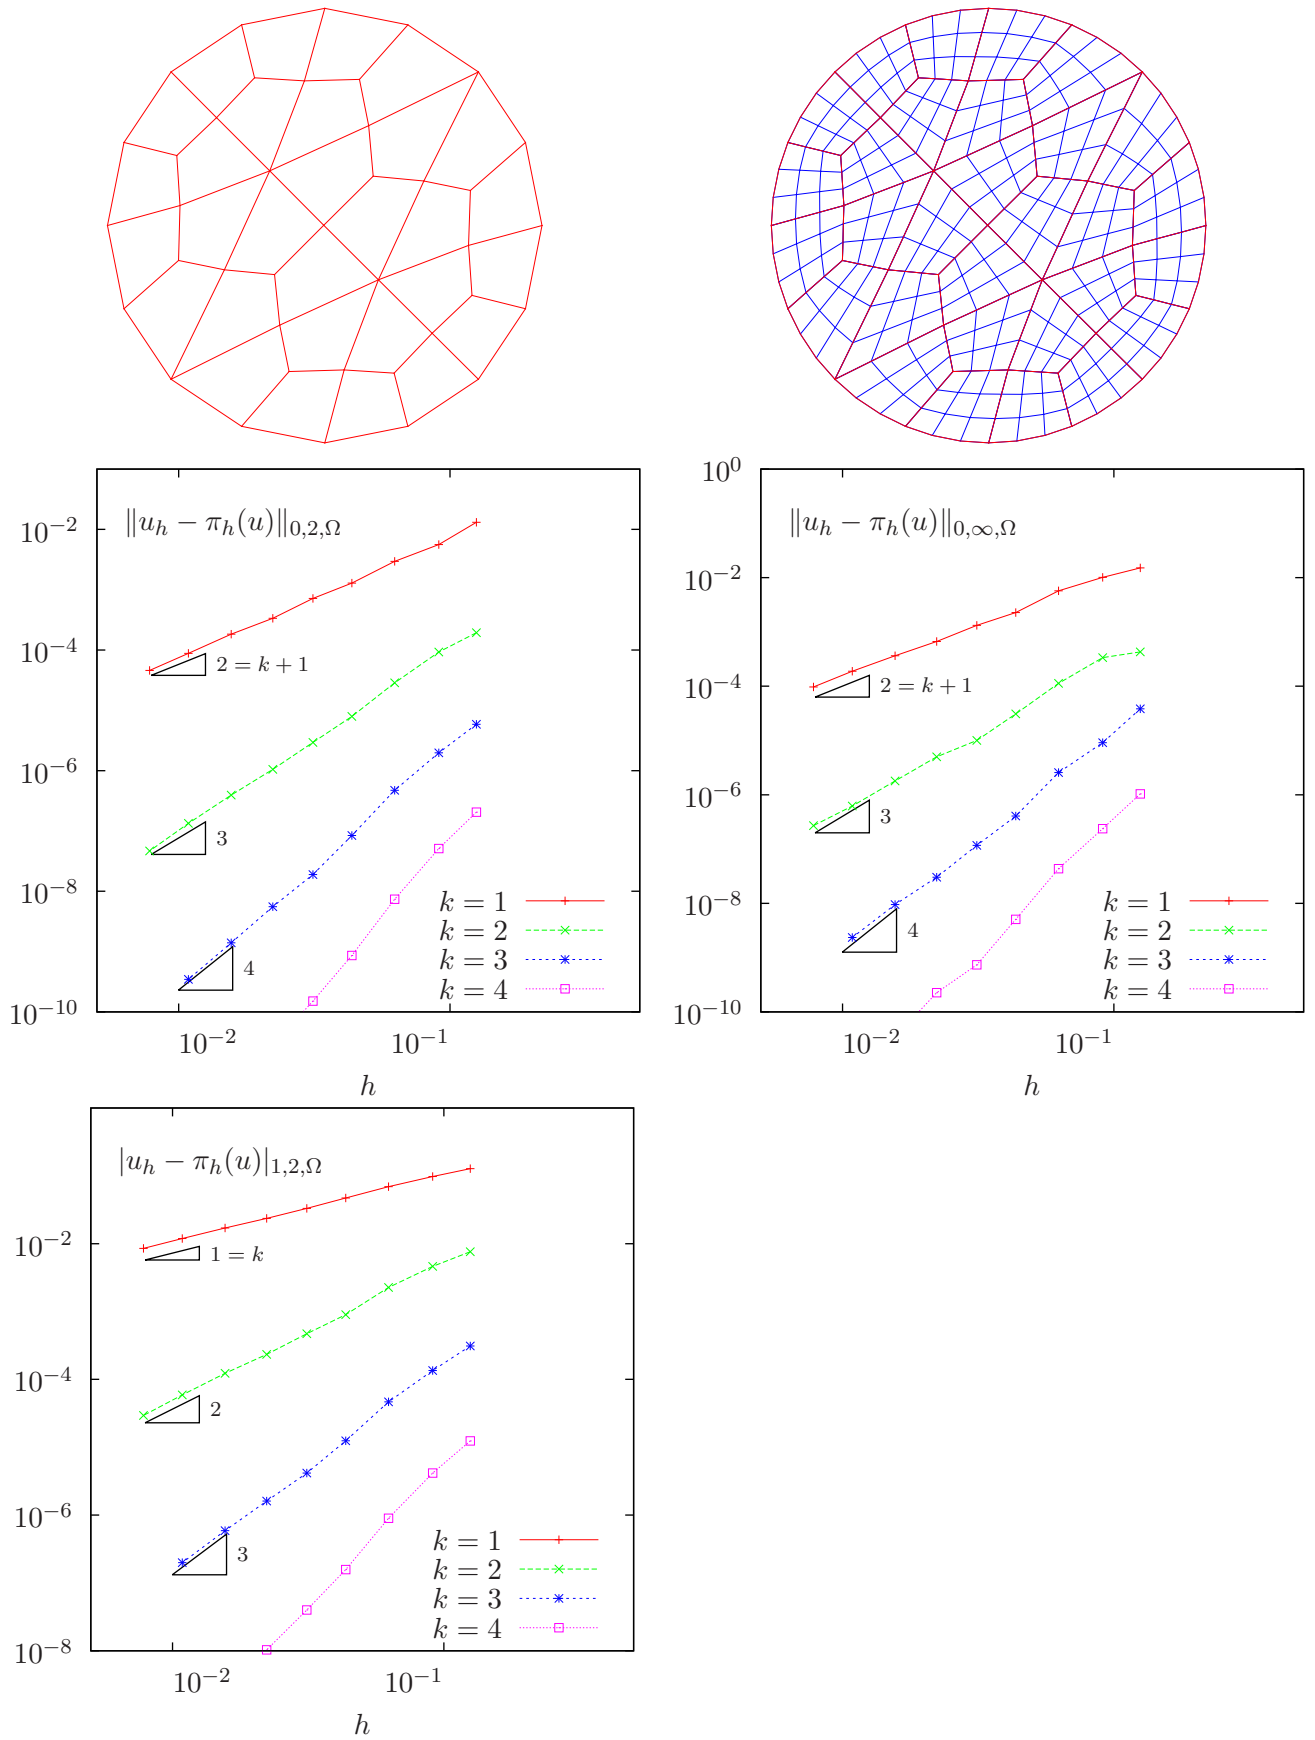 ‖u_h − π_h(u)‖_{0,2,Ω}
10^{−2}
10^{−4}
10^{−6}
10^{−8}
10^{−10}
2 = k + 1
3
4
k = 1
k = 2
k = 3
k = 4
10^{−2} 10^{−1}
h
‖u_h − π_h(u)‖_{0,∞,Ω}
10^{0}
10^{−2}
10^{−4}
10^{−6}
10^{−8}
10^{−10}
2 = k + 1
3
4
k = 1
k = 2
k = 3
k = 4
10^{−2} 10^{−1}
h
|u_h − π_h(u)|_{1,2,Ω}
10^{−2}
10^{−4}
10^{−6}
10^{−8}
1 = k
2
3
k = 1
k = 2
k = 3
k = 4
10^{−2} 10^{−1}
h